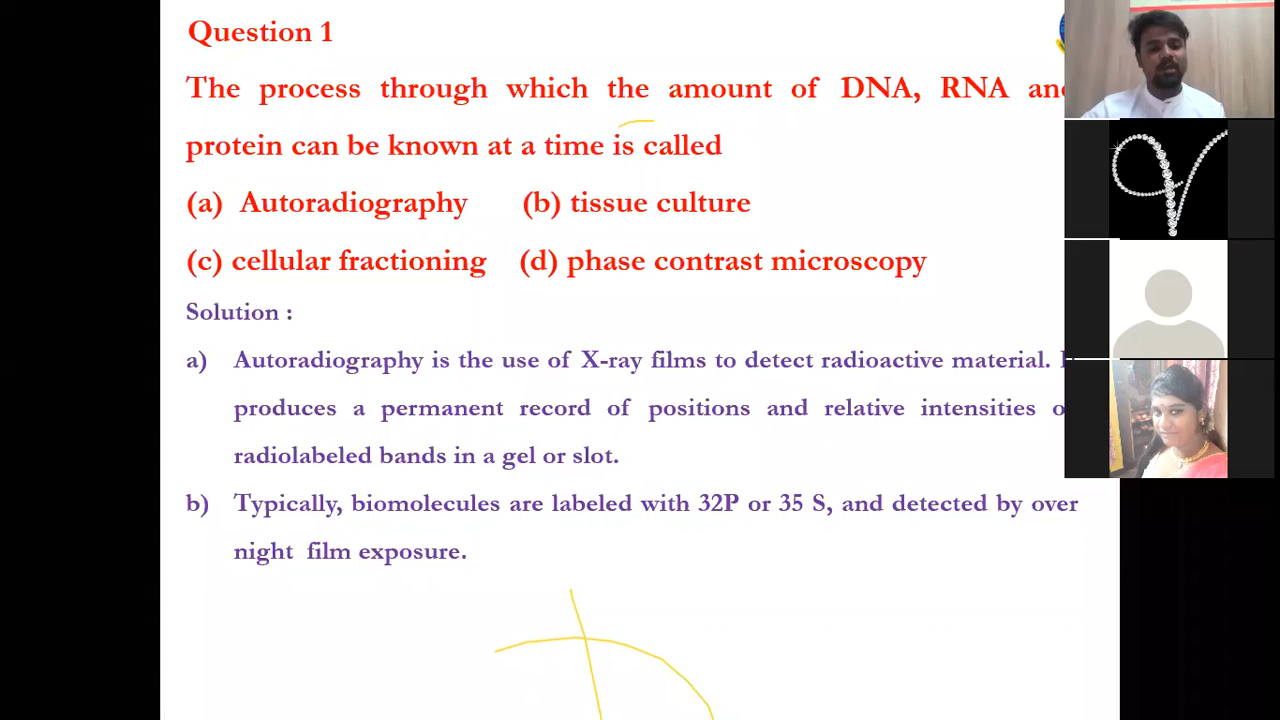 Question 1
The process through which the amount of DNA, RNA and
protein can be known at a time is called
(a) Autoradiography (b) tissue culture
(c) cellular fractioning (d) phase contrast microscopy
Solution :
a) Autoradiography is the use of X-ray films to detect radioactive material.
produces a permanent record of positions and relative intensities
radiolabeled bands in a gel or slot.
b) Typically, biomolecules are labeled with 32P or 35 S, and detected by over
night film exposure.